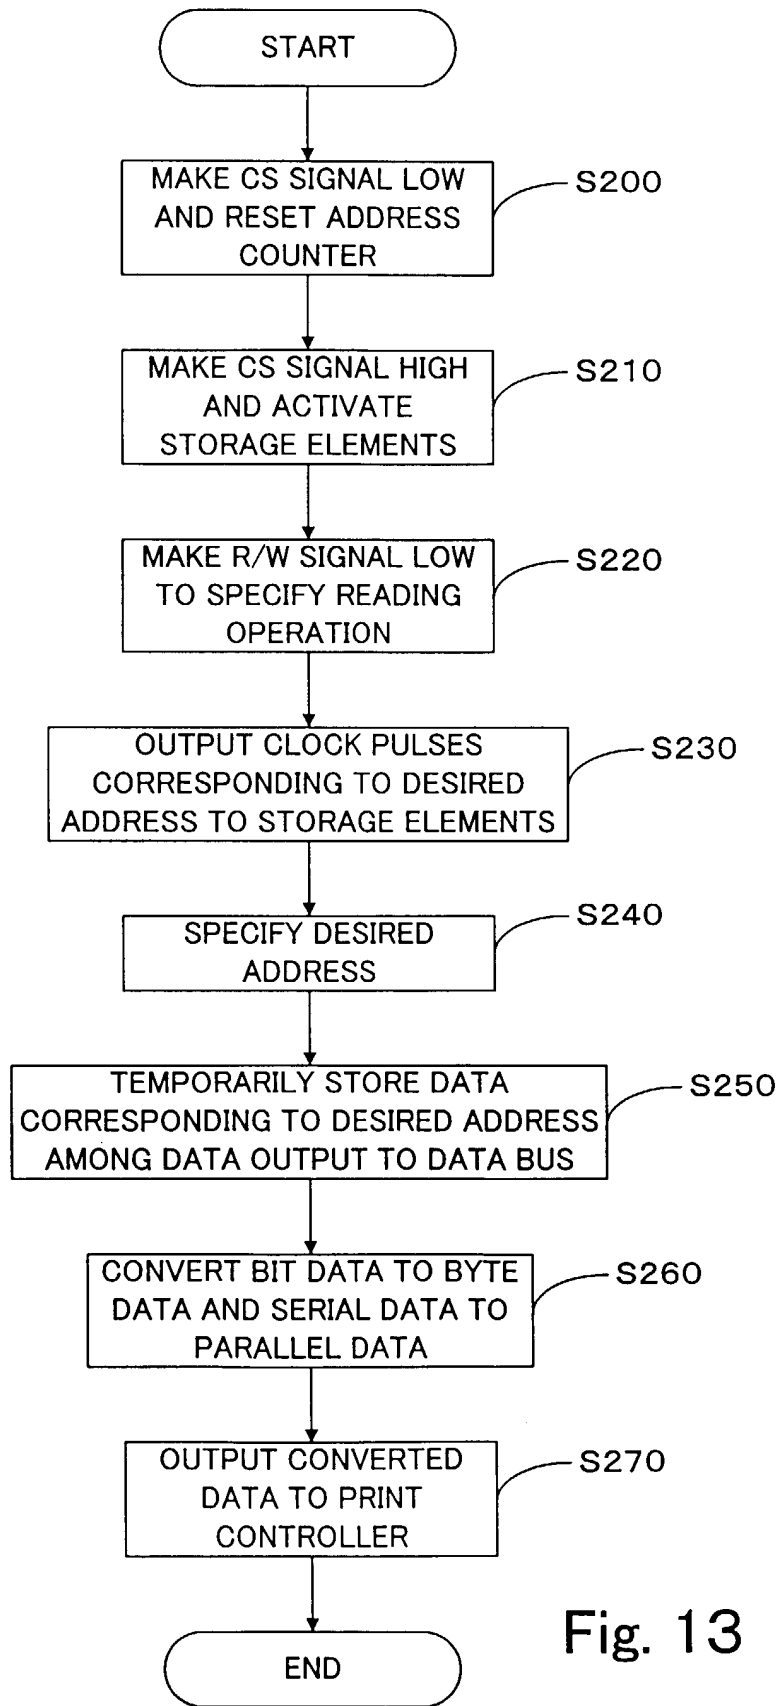 START
MAKE CS SIGNAL LOW
AND RESET ADDRESS
COUNTER
S200
MAKE CS SIGNAL HIGH
AND ACTIVATE
STORAGE ELEMENTS
S210
MAKE R/W SIGNAL LOW
TO SPECIFY READING
OPERATION
S220
OUTPUT CLOCK PULSES
CORRESPONDING TO DESIRED
ADDRESS TO STORAGE ELEMENTS
S230
SPECIFY DESIRED
ADDRESS
S240
TEMPORARILY STORE DATA
CORRESPONDING TO DESIRED ADDRESS
AMONG DATA OUTPUT TO DATA BUS
S250
CONVERT BIT DATA TO BYTE
DATA AND SERIAL DATA TO
PARALLEL DATA
S260
OUTPUT CONVERTED
DATA TO PRINT
CONTROLLER
S270
END
Fig. 13